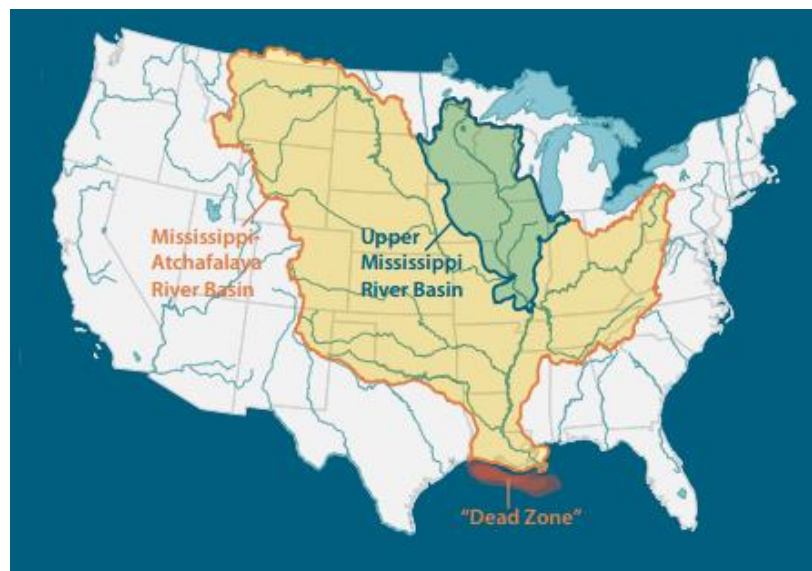 Mississippi-
Atchafalaya
River Basin
Upper
Mississippi
River Basin
"Dead Zone"